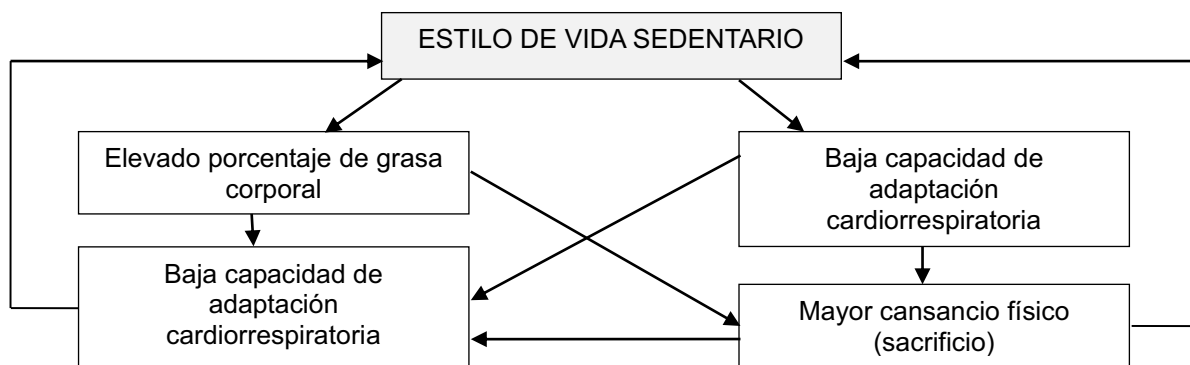 ESTILO DE VIDA SEDENTARIO
Elevado porcentaje de grasa
corporal
Baja capacidad de
adaptación
cardiorrespiratoria
Baja capacidad de
adaptación
cardiorrespiratoria
Mayor cansancio físico
(sacrificio)